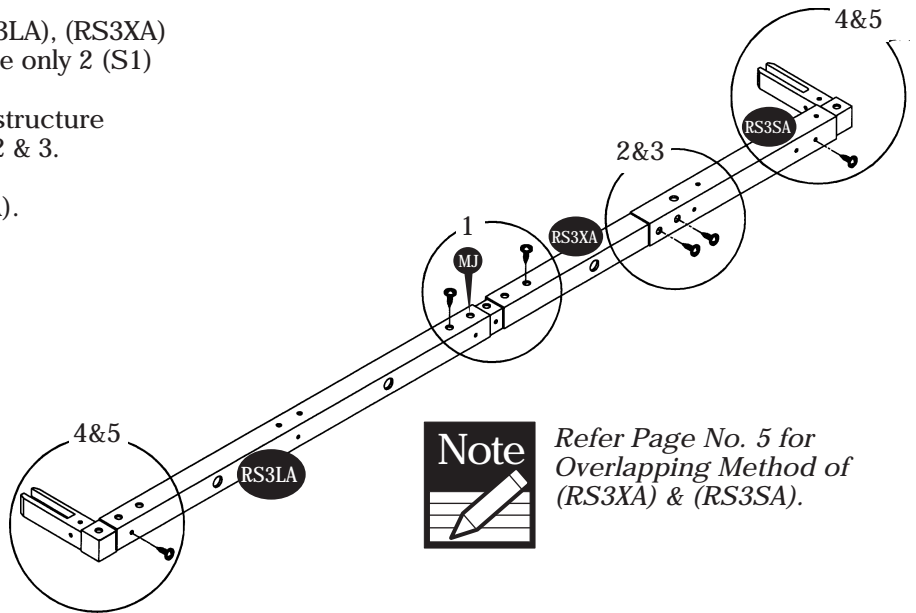 3LA), (RS3XA)
e only 2 (S1)
structure
2 & 3.
A).
4&5
RS3SA
2&3
RS3XA
1
MJ
4&5
RS3LA
Note
Refer Page No. 5 for
Overlapping Method of
(RS3XA) & (RS3SA).